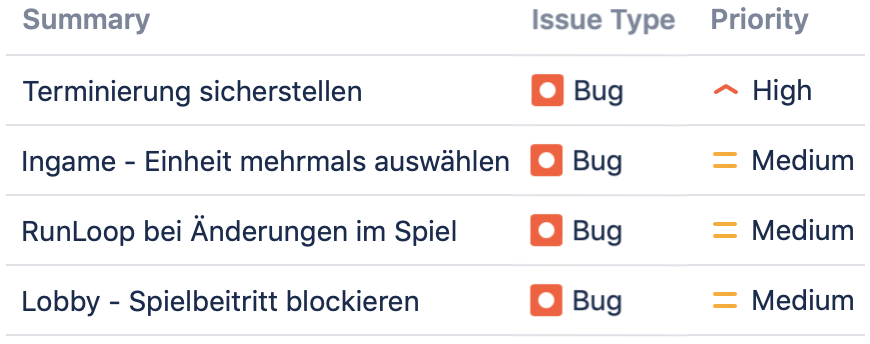 Summary Issue Type Priority
Terminierung sicherstellen Bug High
Ingame - Einheit mehrmals auswählen Bug Medium
RunLoop bei Änderungen im Spiel Bug Medium
Lobby - Spielbeitritt blockieren Bug Medium